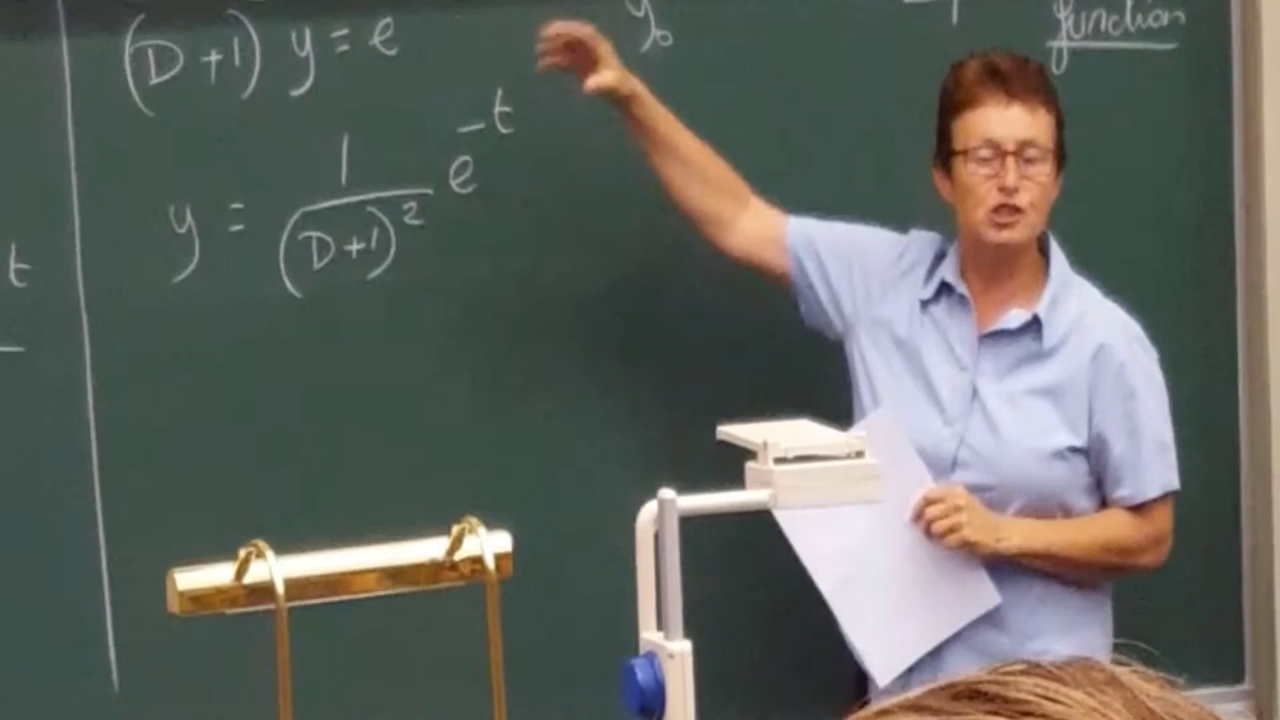 (D+1) y = e
y₀
function
y = 1/(D+1)² e^-t
t